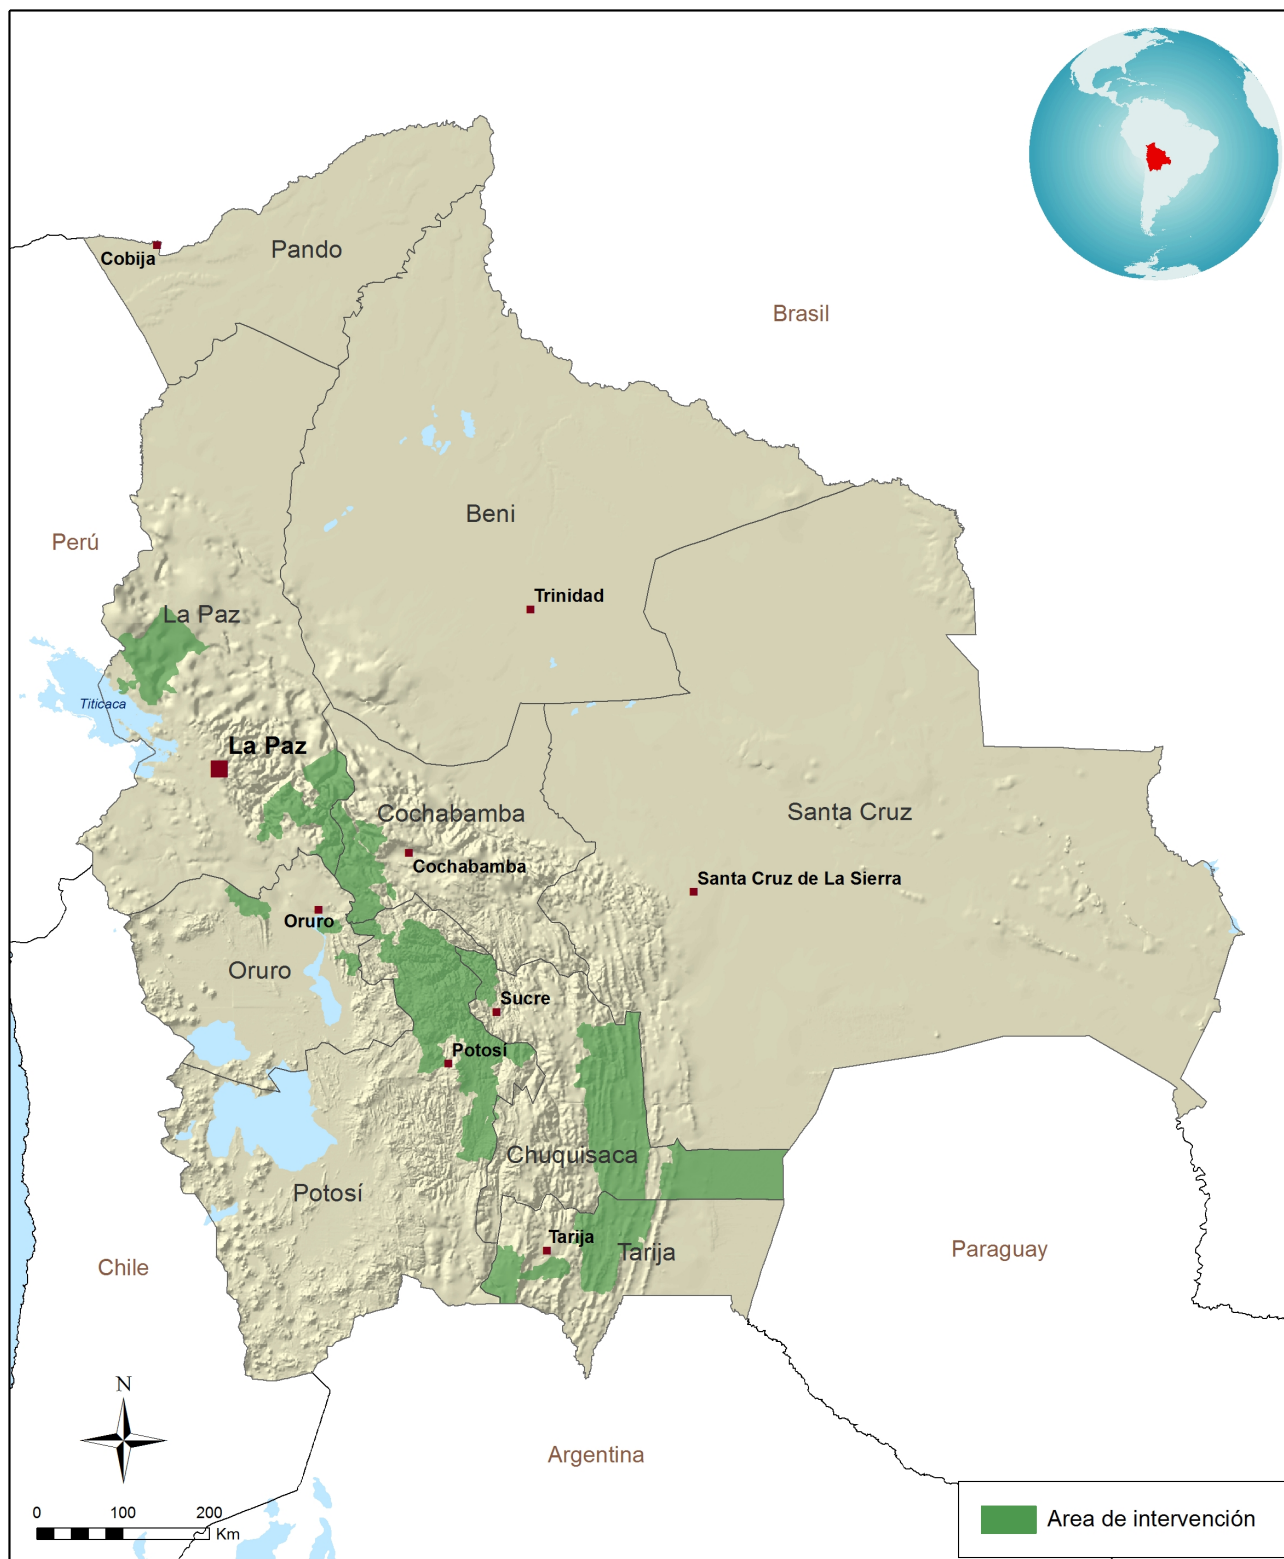 Pando
Cobija
Brasil
Beni
Perú
Trinidad
La Paz
Titicaca
La Paz
Cochabamba
Santa Cruz
Cochabamba
Santa Cruz de La Sierra
Oruro
Oruro
Sucre
Potosí
Chuquisaca
Potosí
Tarija
Tarija
Paraguay
Chile
N
Argentina
0 100 200
Km
Area de intervención